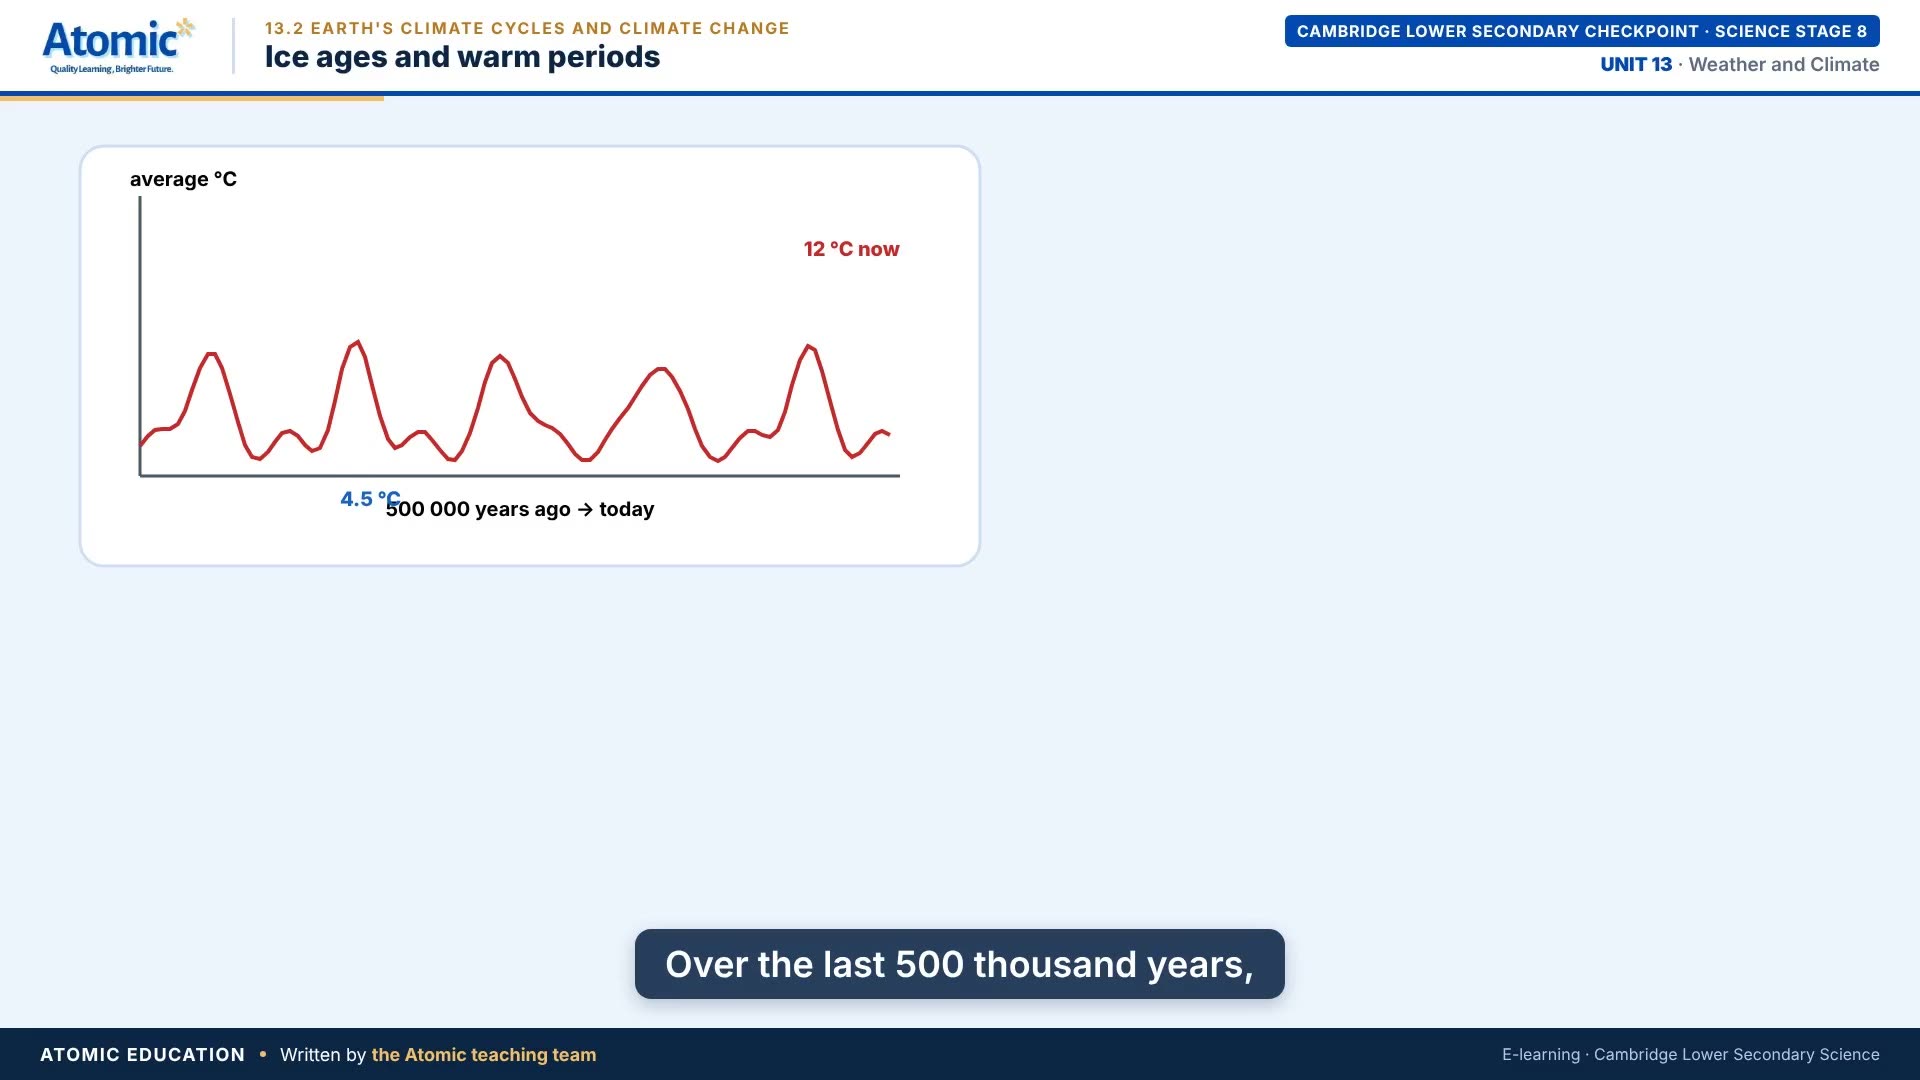 Atomic
Quality Learning, Brighter Future.
13.2 EARTH'S CLIMATE CYCLES AND CLIMATE CHANGE
Ice ages and warm periods
CAMBRIDGE LOWER SECONDARY CHECKPOINT · SCIENCE STAGE 8
UNIT 13 · Weather and Climate
average °C
12 °C now
4.5 °C
500 000 years ago → today
Over the last 500 thousand years,
ATOMIC EDUCATION • Written by the Atomic teaching team
E-learning · Cambridge Lower Secondary Science